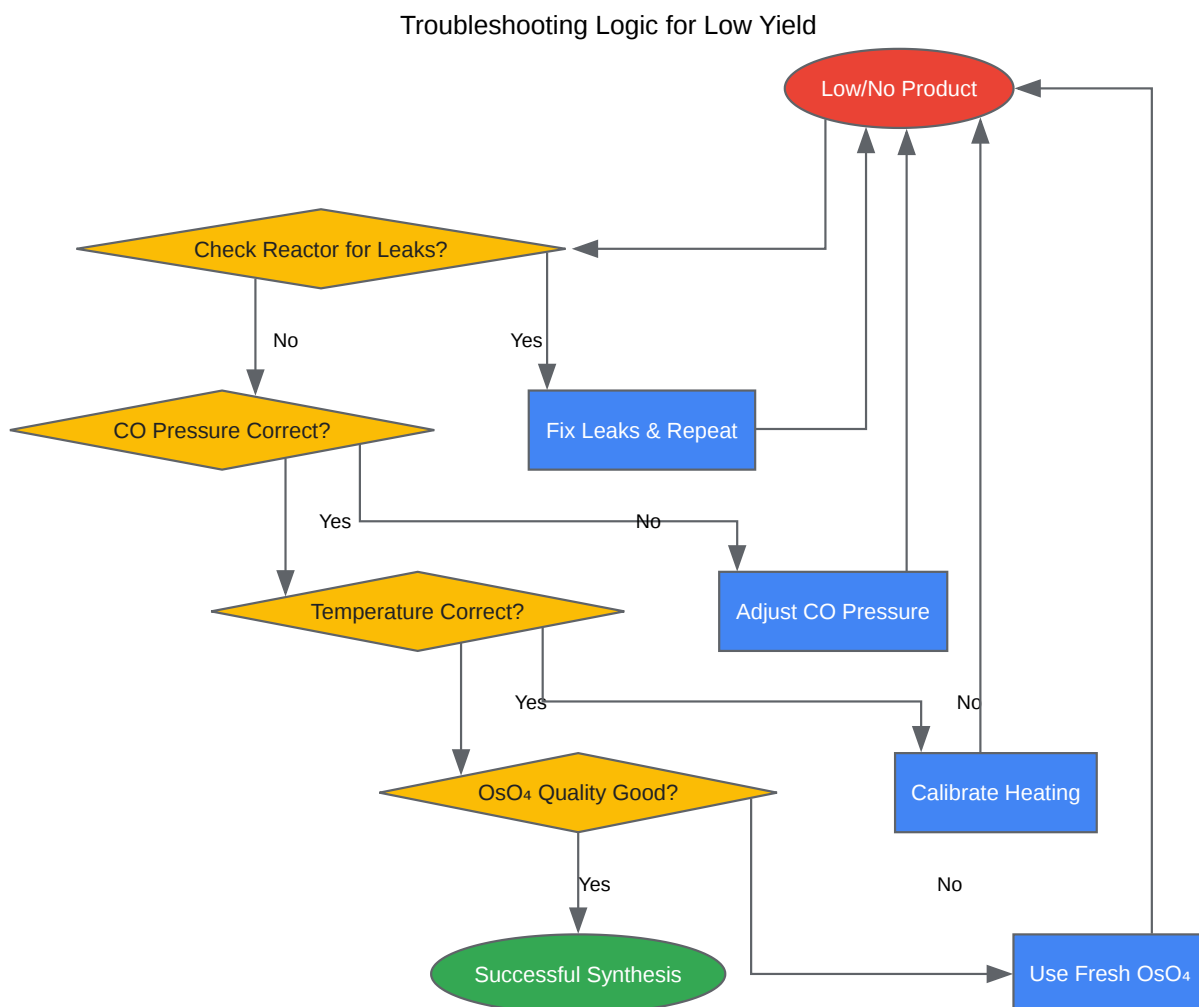 Troubleshooting Logic for Low Yield
Low/No Product
Check Reactor for Leaks?
No
Yes
CO Pressure Correct?
Fix Leaks & Repeat
Yes
No
Temperature Correct?
Adjust CO Pressure
Yes
No
OsO₄ Quality Good?
Calibrate Heating
Yes
No
Successful Synthesis
Use Fresh OsO₄